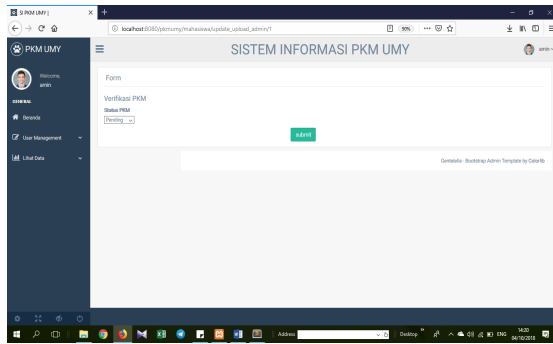 SI PKM UMY |
localhost:8080/pkmumy/mahasiswa/update_upload_admin/1
90%
PKM UMY
SISTEM INFORMASI PKM UMY
amin
Welcome,
amin
GENERAL
Beranda
User Management
Lihat Data
Form
Verifikasi PKM
Status PKM
Pending
submit
Gentelella - Bootstrap Admin Template by Colorlib
Address
Desktop
ENG
14:20
04/10/2018